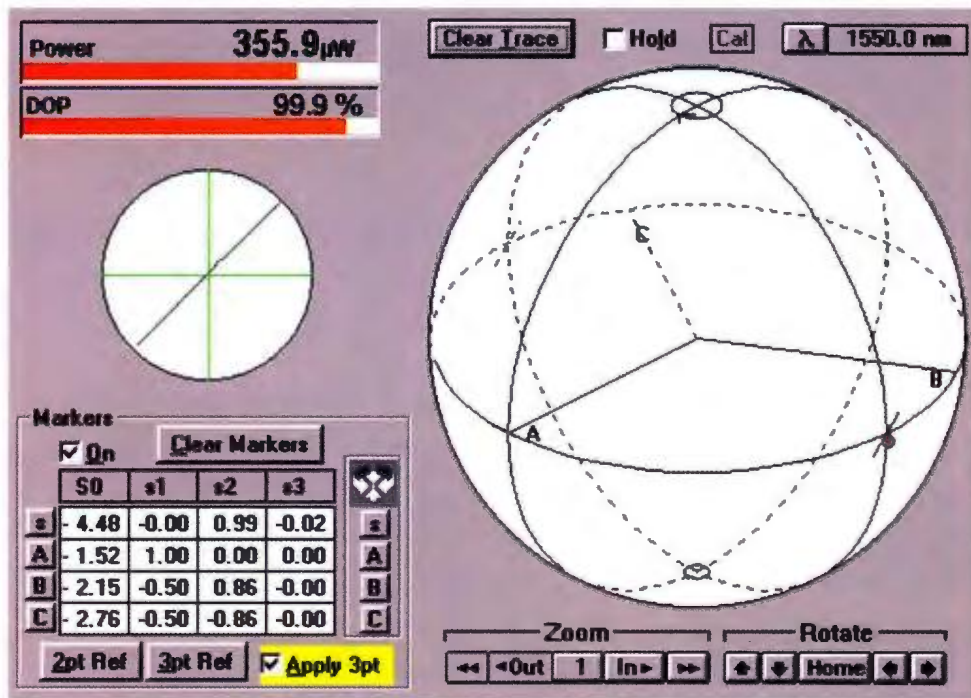 Power 355.9µW
DOP 99.9 %
Clear Trace Hold Cal λ 1550.0 nm
C
A
B
Markers
On Clear Markers
S0 s1 s2 s3
s - 4.48 -0.00 0.99 -0.02 s
A - 1.52 1.00 0.00 0.00 A
B - 2.15 -0.50 0.86 -0.00 B
C - 2.76 -0.50 -0.86 -0.00 C
2pt Ref 3pt Ref Apply 3pt
Zoom
Out 1 In
Rotate
Home